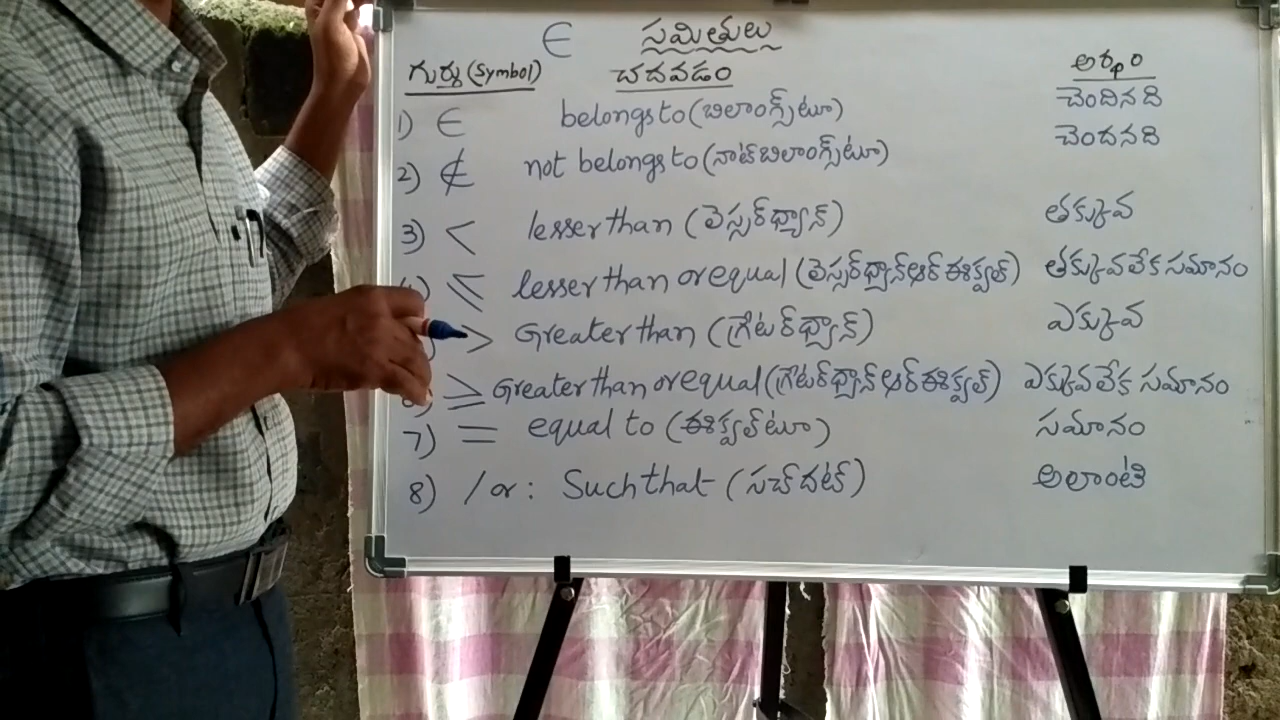 ∈ సమితులు
గుర్తు (Symbol) చదవడం అర్థం
1) ∈ belongs to (బిలాంగ్స్ టూ) చెందినది
2) ∉ not belongs to (నాట్ బిలాంగ్స్ టూ) చెందనది
3) < lesser than (లెస్సర్ థ్యాన్) తక్కువ
≤ lesser than or equal (లెస్సర్ థ్యాన్ ఆర్ ఈక్వల్) తక్కువ లేక సమానం
> Greater than (గ్రేటర్ థ్యాన్) ఎక్కువ
6) ≥ Greater than or equal (గ్రేటర్ థ్యాన్ ఆర్ ఈక్వల్) ఎక్కువ లేక సమానం
7) = equal to (ఈక్వల్ టూ) సమానం
8) / or : Such that (సచ్ దట్) అలాంటి